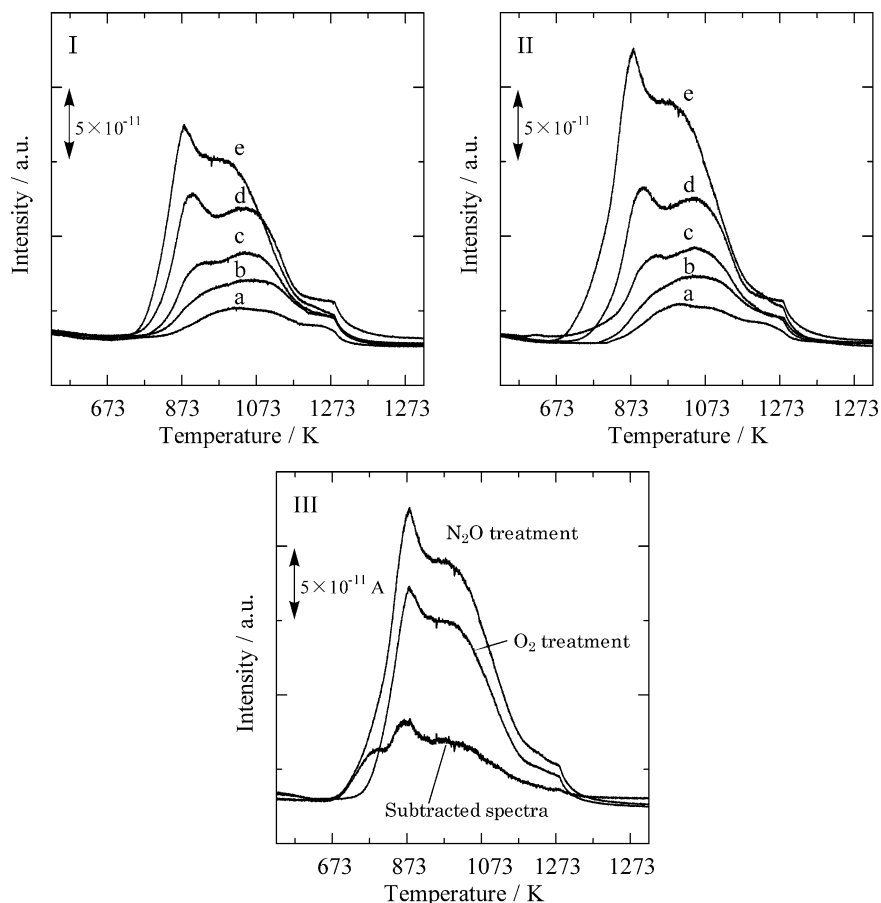 I
5×10-11
e
d
c
b
a
Intensity / a.u.
673 873 1073 1273 1273
Temperature / K
II
5×10-11
e
d
c
b
a
Intensity / a.u.
673 873 1073 1273 1273
Temperature / K
III
N2O treatment
5×10-11 A
O2 treatment
Subtracted spectra
Intensity / a.u.
673 873 1073 1273 1273
Temperature / K